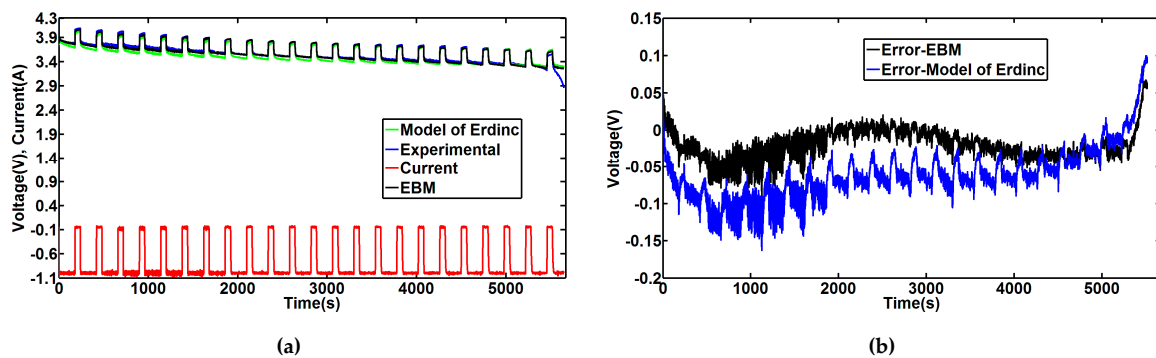 4.3
3.9
3.4
2.9
2.4
1.9
1.4
0.9
0.4
-0.1
-0.6
-1.1
Voltage(V), Current(A)
Model of Erdinc
Experimental
Current
EBM
0 1000 2000 3000 4000 5000
Time(s)
(a)
0.15
0.1
0.05
0
-0.05
-0.1
-0.15
-0.2
Voltage(V)
Error-EBM
Error-Model of Erdinc
0 1000 2000 3000 4000 5000
Time(s)
(b)